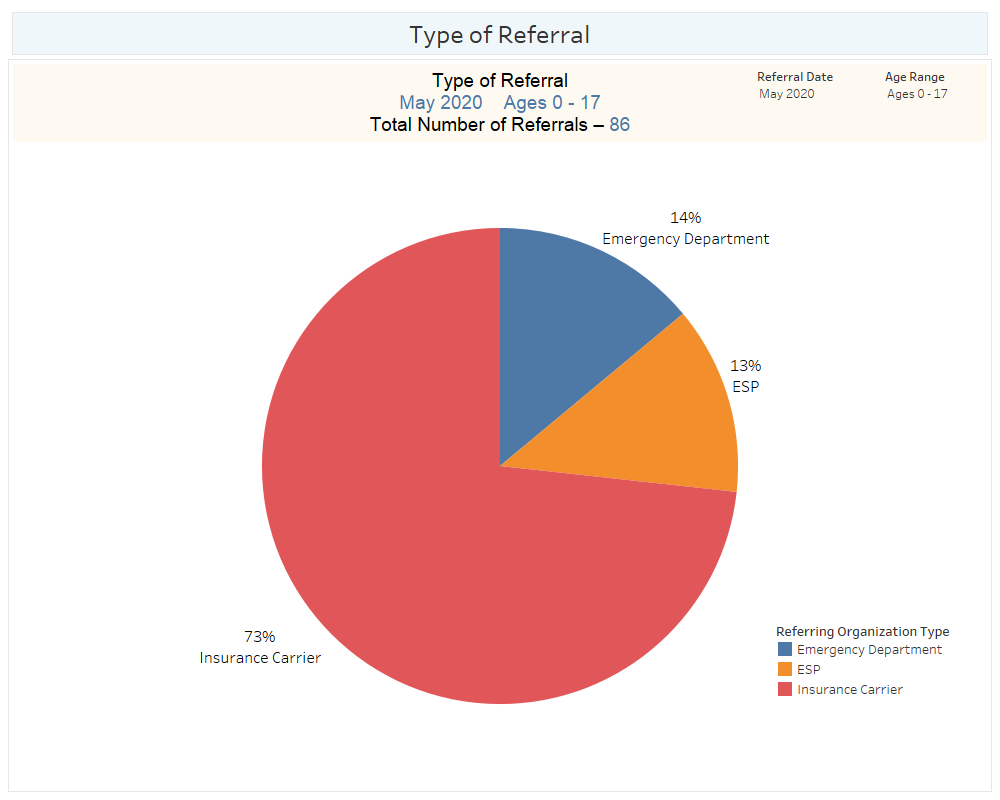 Type of Referral
Type of Referral
May 2020 Ages 0 - 17
Total Number of Referrals – 86
Referral Date
May 2020
Age Range
Ages 0 - 17
14%
Emergency Department
13%
ESP
73%
Insurance Carrier
Referring Organization Type
Emergency Department
ESP
Insurance Carrier